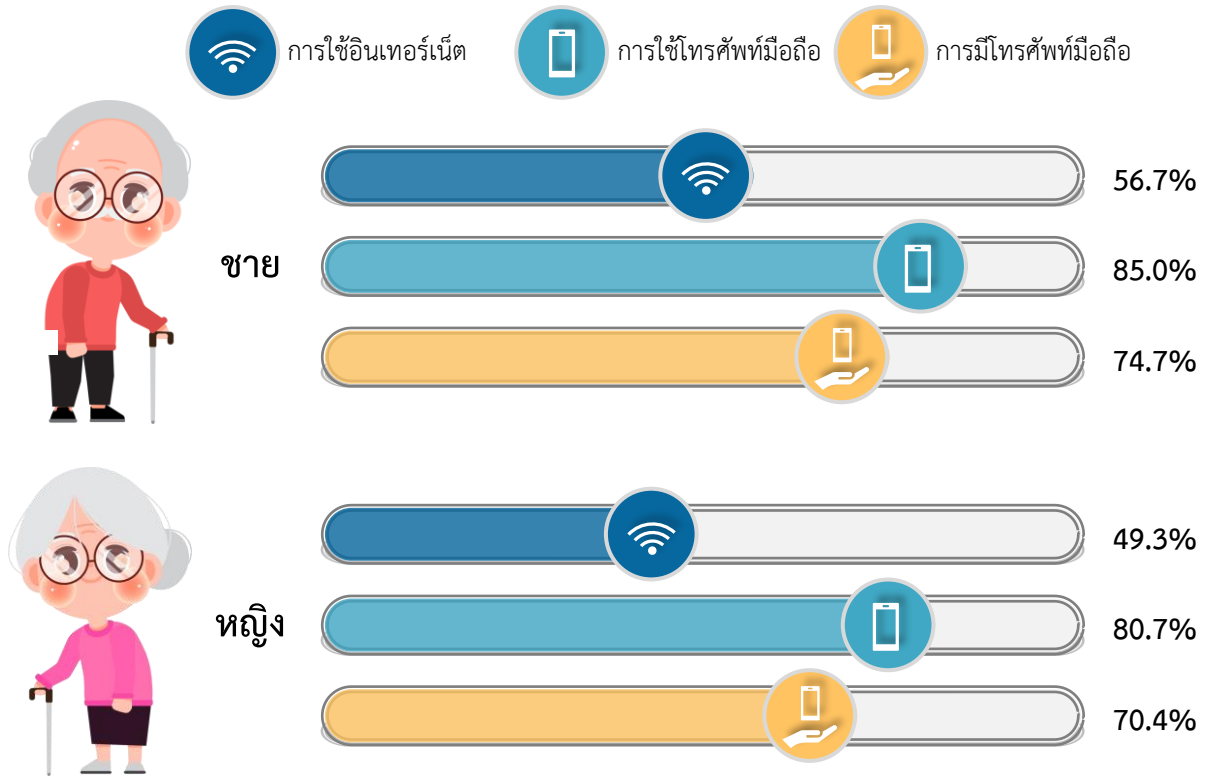 การใช้อินเทอร์เน็ต การใช้โทรศัพท์มือถือ การมีโทรศัพท์มือถือ
56.7%
ชาย 85.0%
74.7%
49.3%
หญิง 80.7%
70.4%